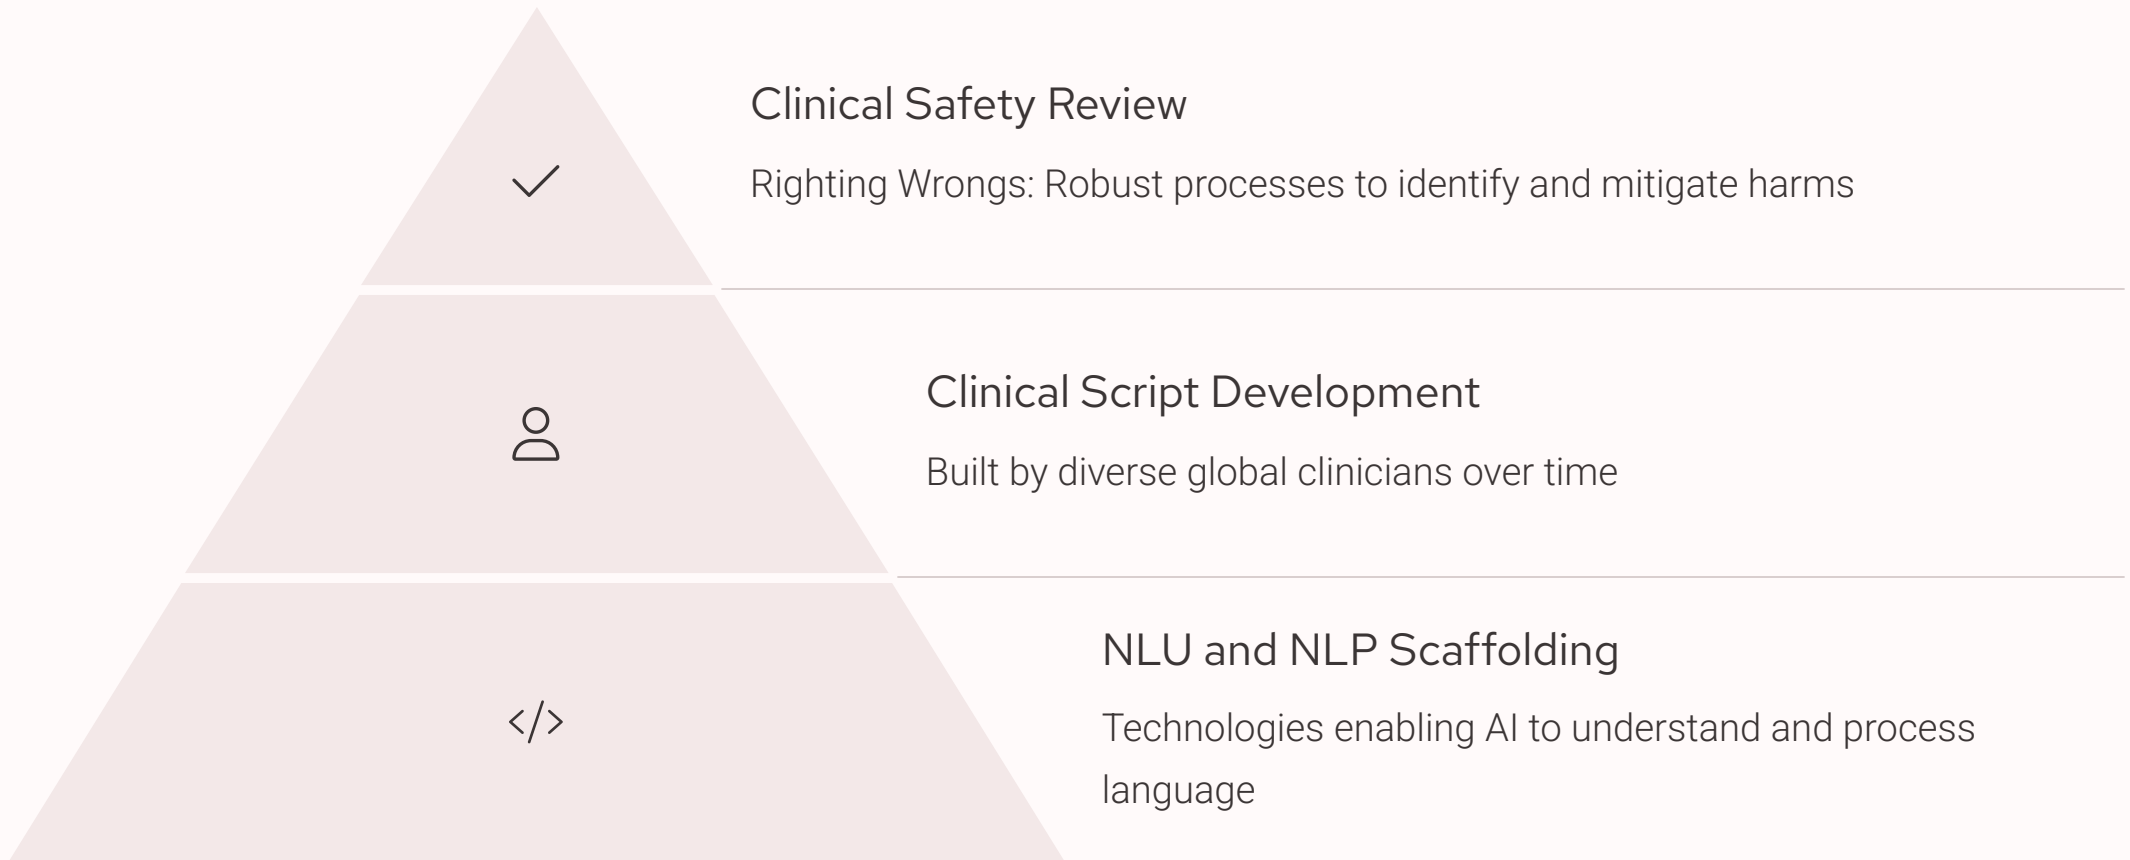 Clinical Safety Review
Righting Wrongs: Robust processes to identify and mitigate harms
Clinical Script Development
Built by diverse global clinicians over time
NLU and NLP Scaffolding
Technologies enabling AI to understand and process
language